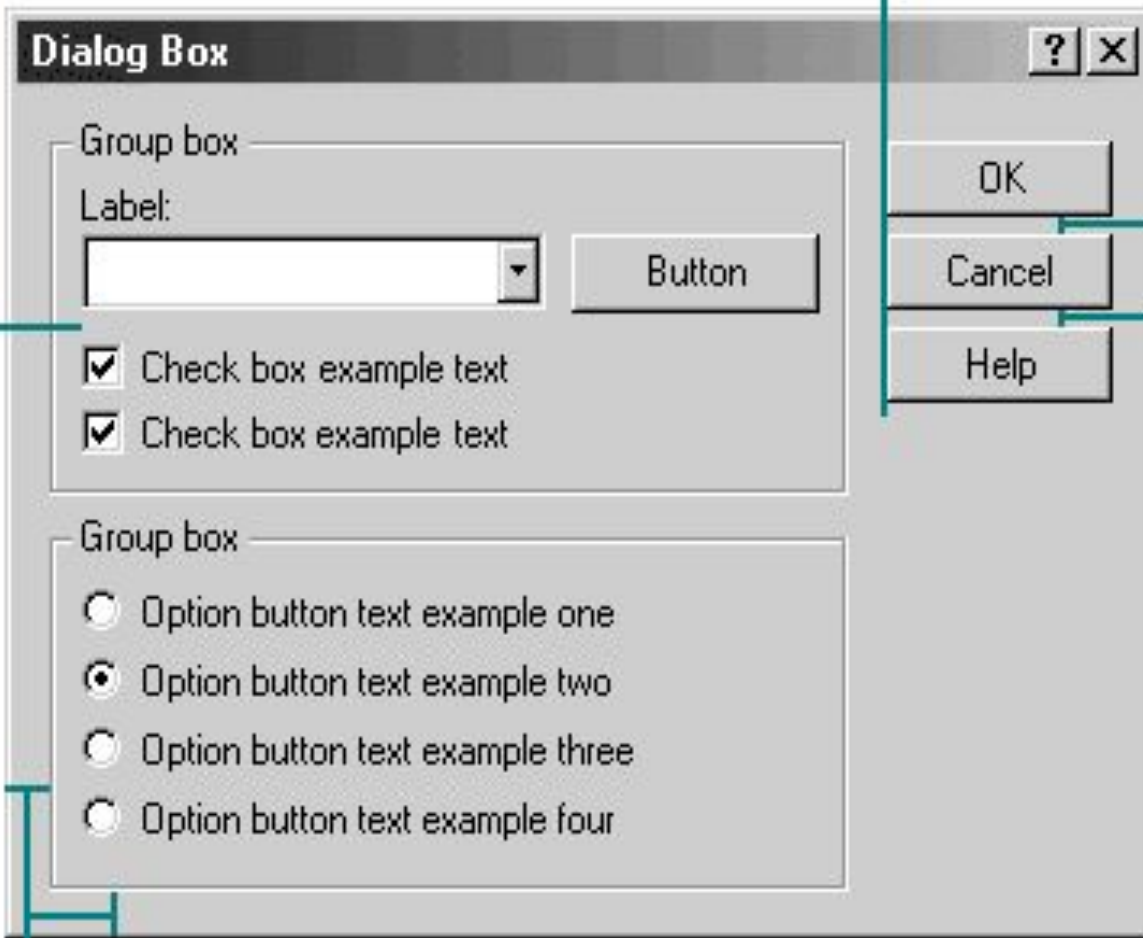 Dialog Box
?
Group box
Label:
Button
Check box example text
Check box example text
OK
Cancel
Help
Group box
Option button text example one
Option button text example two
Option button text example three
Option button text example four